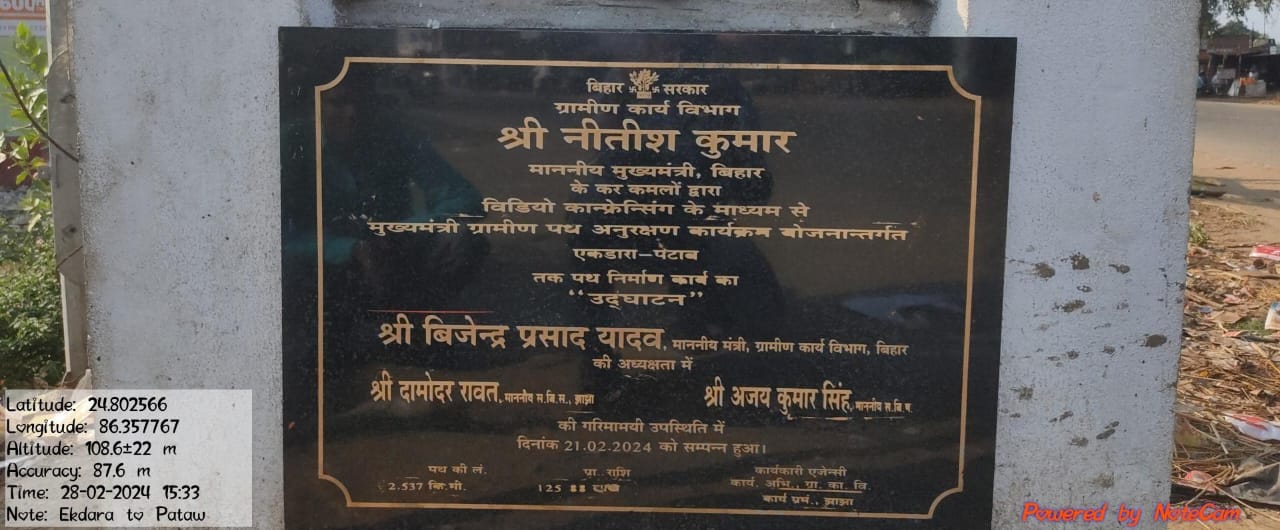 बिहार सरकार
ग्रामीण कार्य विभाग
श्री नीतीश कुमार
माननीय मुख्यमंत्री, बिहार
के कर कमलों द्वारा
विडियो कान्फ्रेन्सिंग के माध्यम से
मुख्यमंत्री ग्रामीण पथ अनुरक्षण कार्यक्रम योजनान्तर्गत
एकडारा–पेटाब
तक पथ निर्माण कार्य का
“उद्घाटन”
श्री बिजेन्द्र प्रसाद यादव, माननीय मंत्री, ग्रामीण कार्य विभाग, बिहार
की अध्यक्षता में
श्री दामोदर रावत, माननीय स.वि.स., झाझा
श्री अजय कुमार सिंह, माननीय स.वि.प.
की गरिमामयी उपस्थिति में
दिनांक 21.02.2024 को सम्पन्न हुआ।
पथ की लं.
2.537 कि.मी.
प्रा. राशि
125
कार्यकारी एजेन्सी
कार्य. अभि., ग्रा. का. वि.
कार्य प्रमं., झाझा
Latitude: 24.802566
Longitude: 86.357767
Altitude: 108.6±22 m
Accuracy: 87.6 m
Time: 28-02-2024 15:33
Note: Ekdara to Pataw
Powered by NoteCam